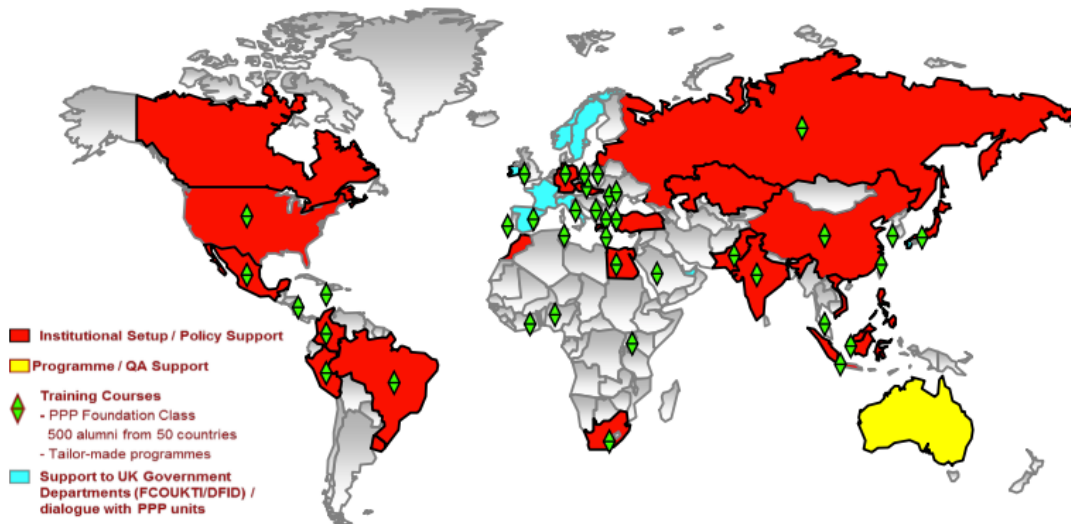 Institutional Setup / Policy Support
Programme / QA Support
Training Courses
- PPP Foundation Class
500 alumni from 50 countries
- Tailor-made programmes
Support to UK Government
Departments (FCOUKTI/DFID) /
dialogue with PPP units